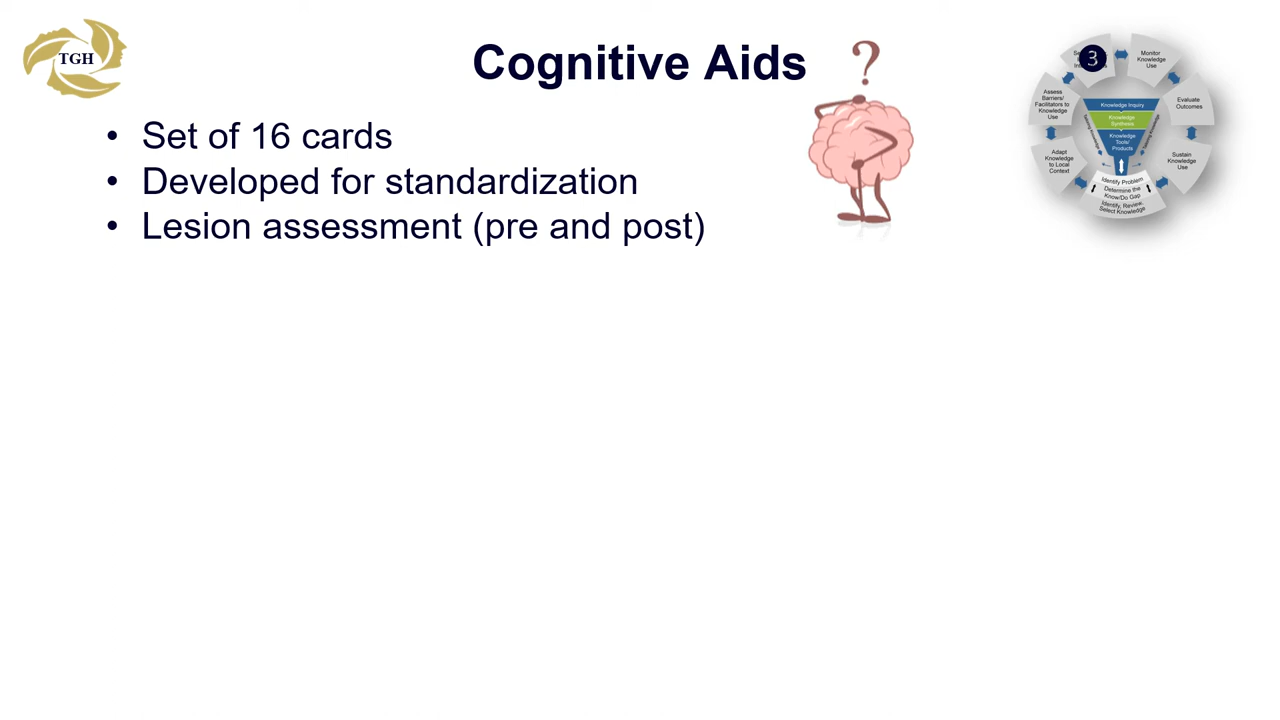 TGH
Cognitive Aids
?
• Set of 16 cards
• Developed for standardization
• Lesion assessment (pre and post)
3
Monitor
Knowledge
Use
Assess
Barriers/
Facilitators to
Knowledge
Use
Evaluate
Outcomes
Adapt
Knowledge
to Local
Context
Sustain
Knowledge
Use
Knowledge Inquiry
Knowledge
Synthesis
Knowledge
Tools/
Products
Identify Problem
Determine the
Know/Do Gap
Identify, Review,
Select Knowledge